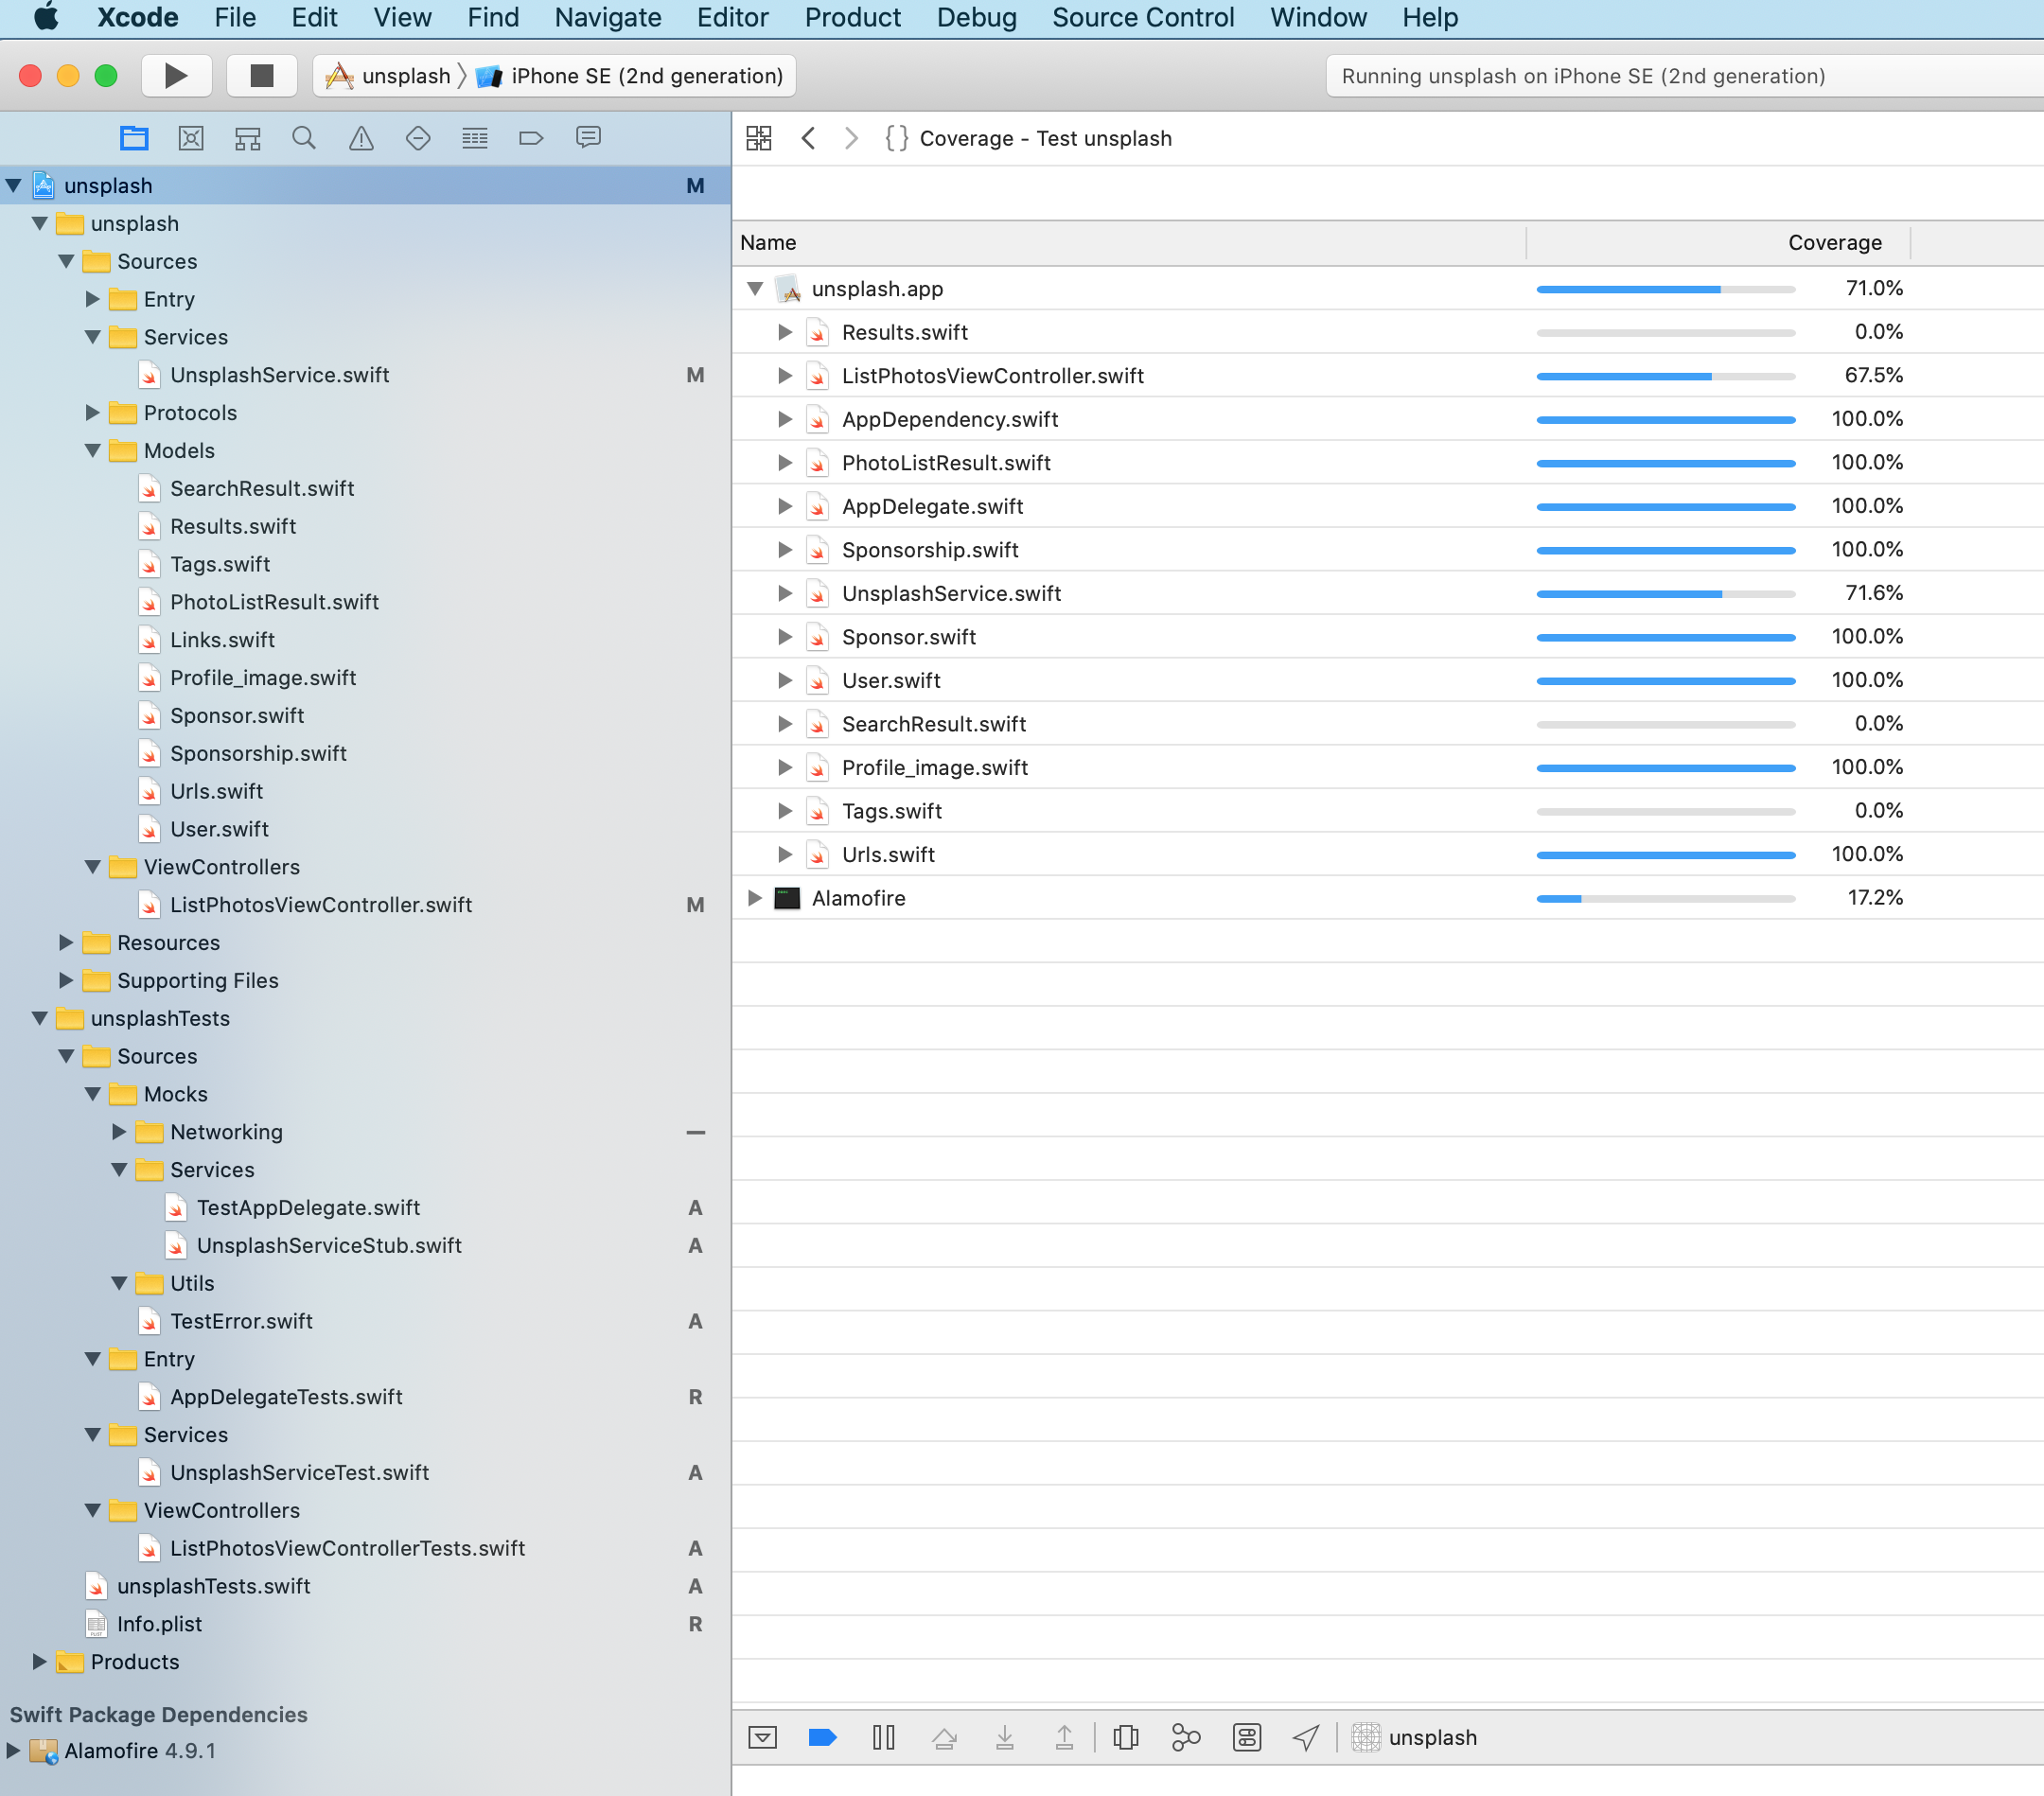 Xcode File Edit View Find Navigate Editor Product Debug Source Control Window Help
unsplash iPhone SE (2nd generation) Running unsplash on iPhone SE (2nd generation)
unsplash M
unsplash
Sources
Entry
Services
UnsplashService.swift M
Protocols
Models
SearchResult.swift
Results.swift
Tags.swift
PhotoListResult.swift
Links.swift
Profile_image.swift
Sponsor.swift
Sponsorship.swift
Urls.swift
User.swift
ViewControllers
ListPhotosViewController.swift M
Resources
Supporting Files
unsplashTests
Sources
Mocks
Networking
Services
TestAppDelegate.swift A
UnsplashServiceStub.swift A
Utils
TestError.swift A
Entry
AppDelegateTests.swift R
Services
UnsplashServiceTest.swift A
ViewControllers
ListPhotosViewControllerTests.swift A
unsplashTests.swift A
Info.plist R
Products
Swift Package Dependencies
Alamofire 4.9.1
{} Coverage - Test unsplash
Name Coverage
unsplash.app 71.0%
Results.swift 0.0%
ListPhotosViewController.swift 67.5%
AppDependency.swift 100.0%
PhotoListResult.swift 100.0%
AppDelegate.swift 100.0%
Sponsorship.swift 100.0%
UnsplashService.swift 71.6%
Sponsor.swift 100.0%
User.swift 100.0%
SearchResult.swift 0.0%
Profile_image.swift 100.0%
Tags.swift 0.0%
Urls.swift 100.0%
Alamofire 17.2%
unsplash